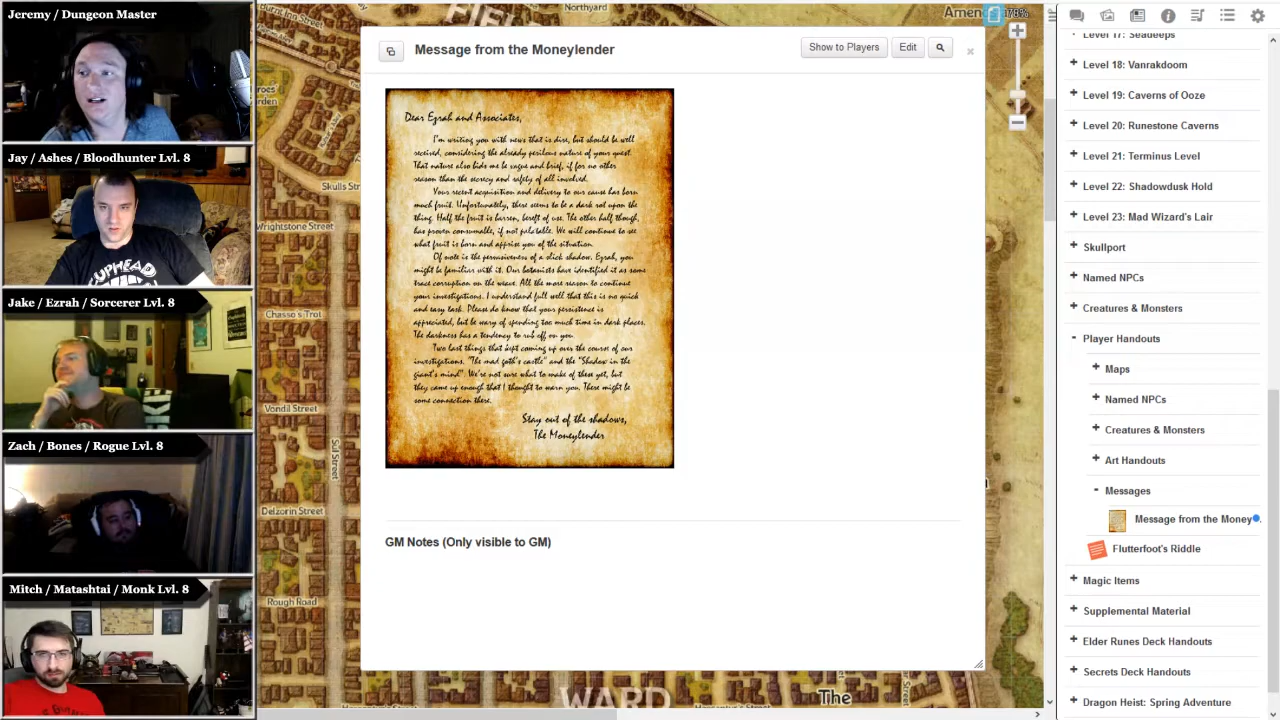 Jeremy / Dungeon Master
Jay / Ashes / Bloodhunter Lvl. 8
CUPHEAD
Jake / Ezrah / Sorcerer Lvl. 8
Zach / Bones / Rogue Lvl. 8
Mitch / Matashtai / Monk Lvl. 8
Northyard
FIELD
Skulls Str
Wrightstone Street
Chasso's Trot
Vondil Street
Sul Street
Delzorin Street
Rough Road
WARD
The
78%
Message from the Moneylender
Show to Players
Edit
Dear Ezrah and Associates,
I'm writing you with news that is dire, but should be well
received, considering the already perilous nature of your quest.
That nature also bids me be vague and brief, if for no other
reason than the secrecy and safety of all involved.
Your recent acquisition and delivery to our cause has born
much fruit. Unfortunately, there seems to be a dark rot upon the
thing. Half the fruit is barren, bereft of use. The other half though,
has proven consumable, if not palatable. We will continue to see
what fruit is born and apprise you of the situation.
Of note is the pervasiveness of a slick shadow. Ezrah, you
might be familiar with it. Our botanists have identified it as some
trace corruption on the weave. All the more reason to continue
your investigations. I understand full well that this is no quick
and easy task. Please do know that your persistence is
appreciated, but be wary of spending too much time in dark places.
The darkness has a tendency to rub off on you.
Two last things that kept coming up over the course of our
investigations. "The mad goth's castle" and the "Shadow in the
giant's mind". We're not sure what to make of these yet, but
they came up enough that I thought to warn you. There might be
some connection there.
Stay out of the shadows,
The Moneylender
GM Notes (Only visible to GM)
Level 17: Seadeeps
Level 18: Vanrakdoom
Level 19: Caverns of Ooze
Level 20: Runestone Caverns
Level 21: Terminus Level
Level 22: Shadowdusk Hold
Level 23: Mad Wizard's Lair
Skullport
Named NPCs
Creatures & Monsters
Player Handouts
Maps
Named NPCs
Creatures & Monsters
Art Handouts
Messages
Message from the Money
Flutterfoot's Riddle
Magic Items
Supplemental Material
Elder Runes Deck Handouts
Secrets Deck Handouts
Dragon Heist: Spring Adventure